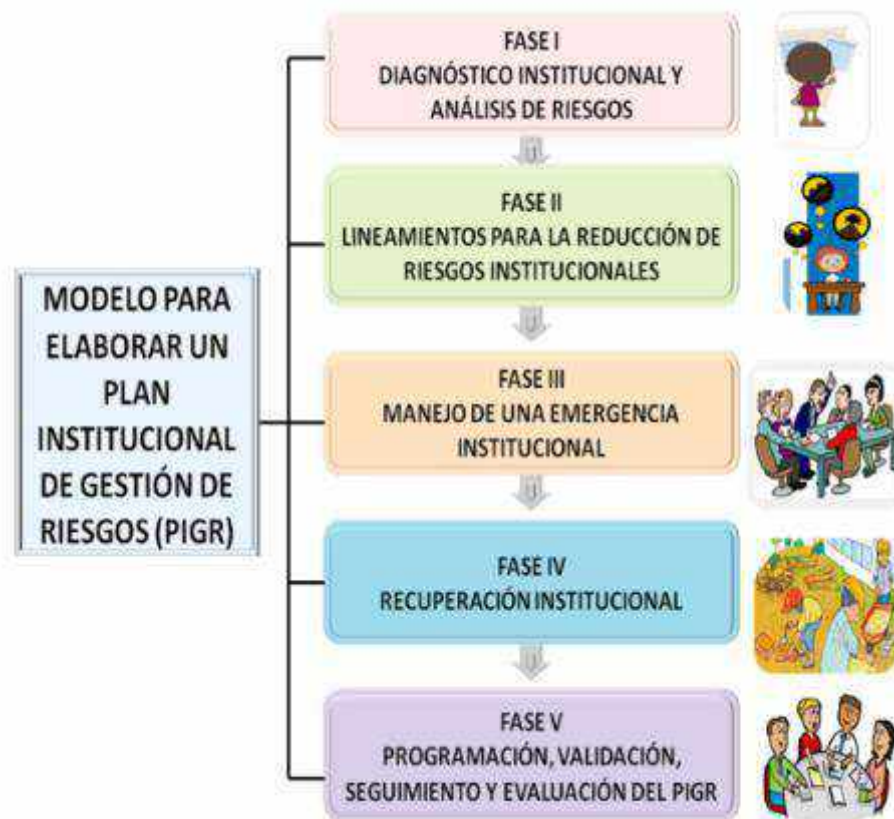 MODELO PARA
ELABORAR UN
PLAN
INSTITUCIONAL
DE GESTIÓN DE
RIESGOS (PIGR)
FASE I
DIAGNÓSTICO INSTITUCIONAL Y
ANÁLISIS DE RIESGOS
FASE II
LINEAMIENTOS PARA LA REDUCCIÓN DE
RIESGOS INSTITUCIONALES
FASE III
MANEJO DE UNA EMERGENCIA
INSTITUCIONAL
FASE IV
RECUPERACIÓN INSTITUCIONAL
FASE V
PROGRAMACIÓN, VALIDACIÓN,
SEGUIMIENTO Y EVALUACIÓN DEL PIGR